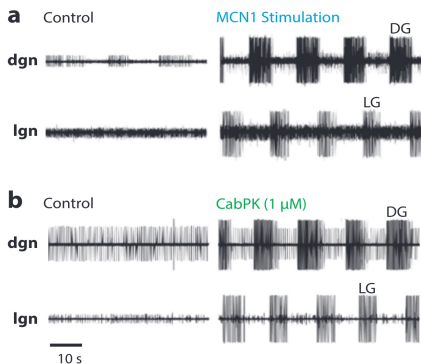 a Control MCN1 Stimulation
DG
dgn
LG
lgn
b Control CabPK (1 μM)
DG
dgn
LG
lgn
10 s